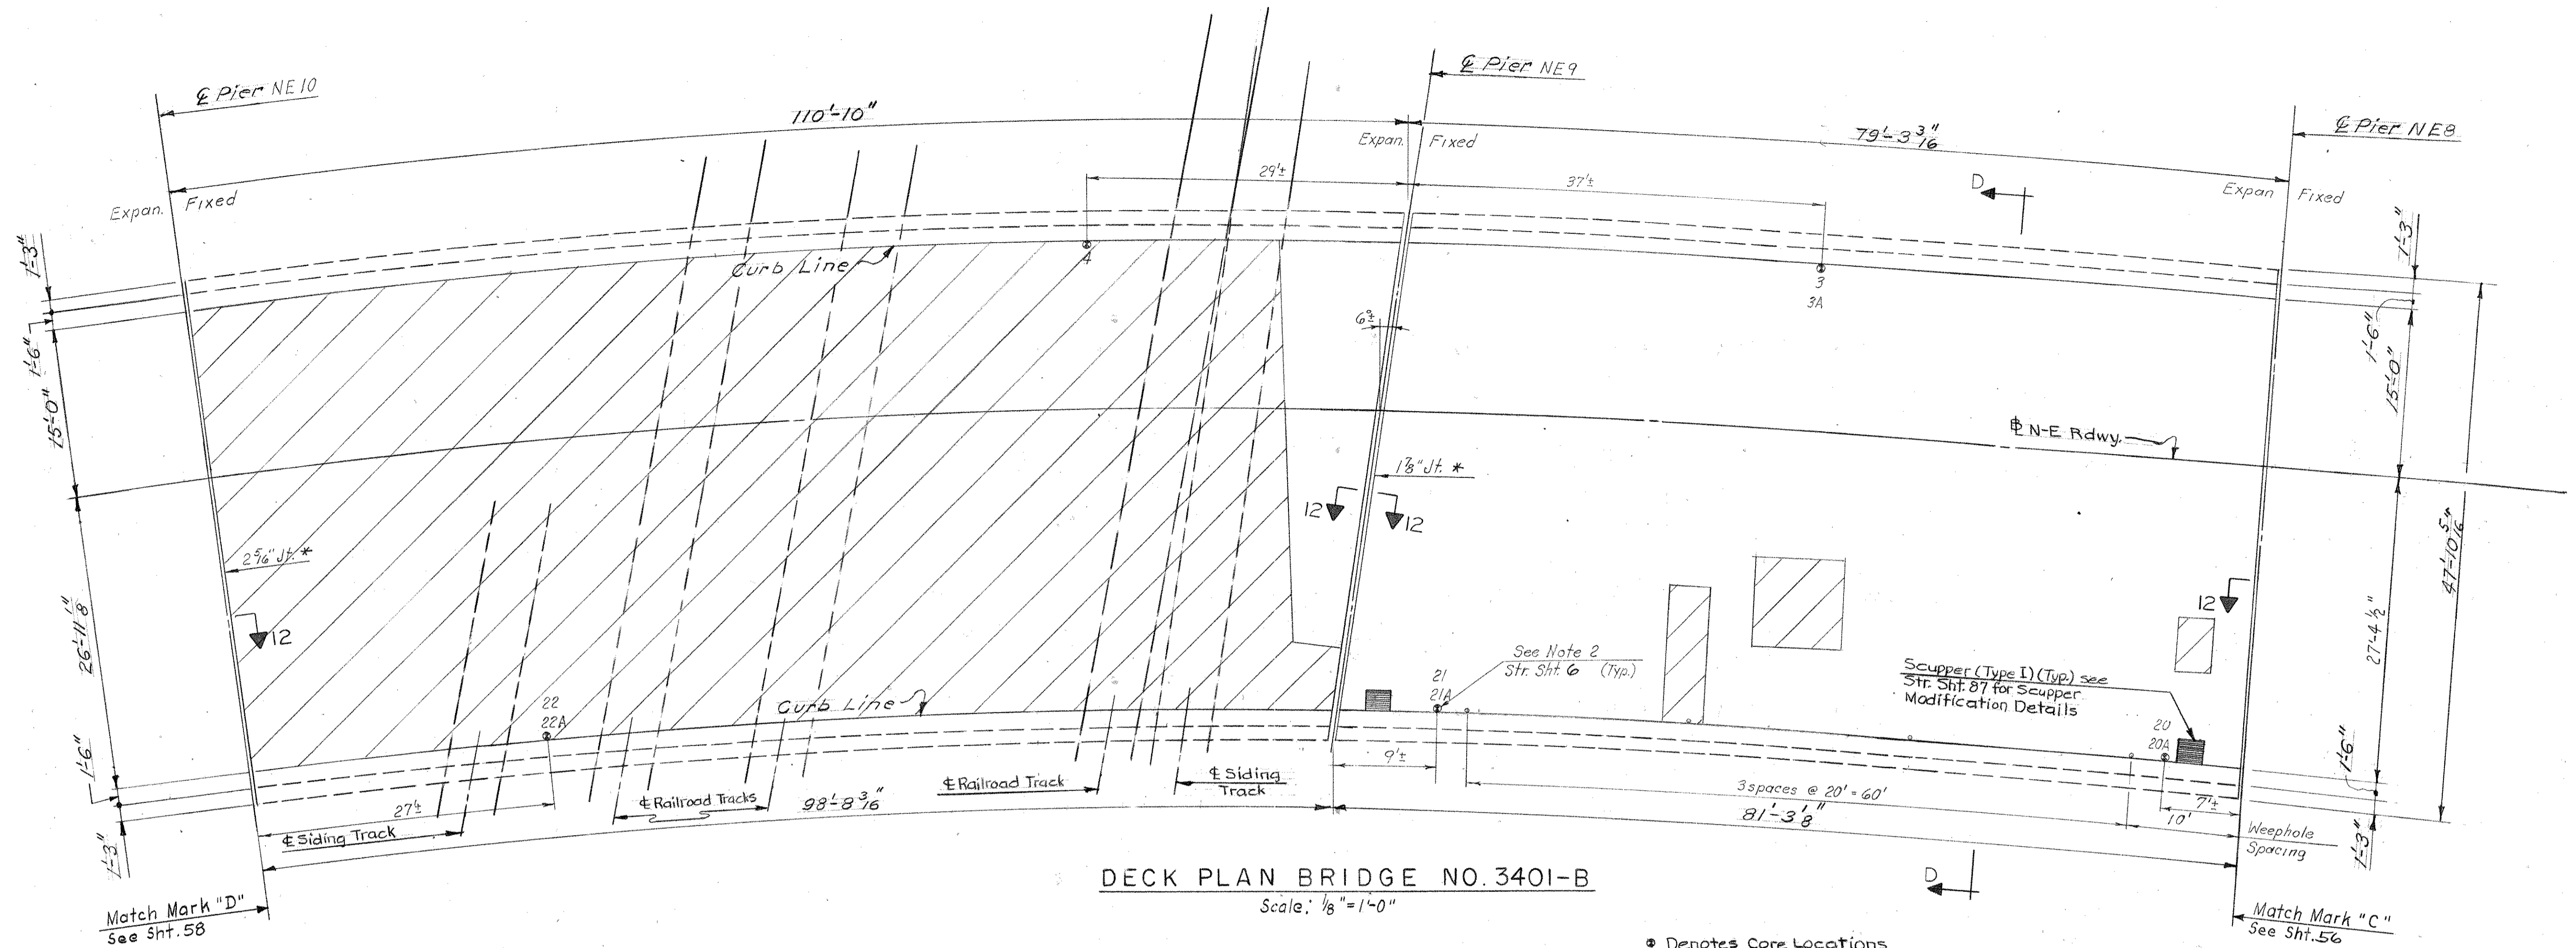 ℄ Pier NE10
110'-10"
℄ Pier NE9
79'-3 3/16"
℄ Pier NE8
Expan. Fixed
Expan. Fixed
Expan Fixed
29'±
37'±
D
1'-3"
1'-6"
15'-0"
Curb Line
4
3
3A
6"±
1'-3"
1'-6"
15'-0"
℄ N-E Rdwy.
1 7/8" Jt. *
12
12
2 5/16" Jt. *
12
12
26'-11 1/8"
27'-4 1/2"
47'-10 5/16"
See Note 2
Str. Sht. 6 (Typ.)
21
21A
22
22A
Curb Line
Scupper (Type I) (Typ.) see
Str. Sht. 87 for Scupper
Modification Details
20
20A
1'-6"
1'-3"
27'±
℄ Siding Track
℄ Railroad Tracks
98'-8 3/16"
℄ Railroad Track
℄ Siding
Track
9'±
3 spaces @ 20' = 60'
81'-3 1/8"
7'±
10'
Weephole
Spacing
1'-6"
1'-3"
D
DECK PLAN BRIDGE NO. 3401-B
Scale: 1/8" = 1'-0"
Match Mark "D"
See Sht. 58
Match Mark "C"
See Sht. 56
Denotes Core Locations